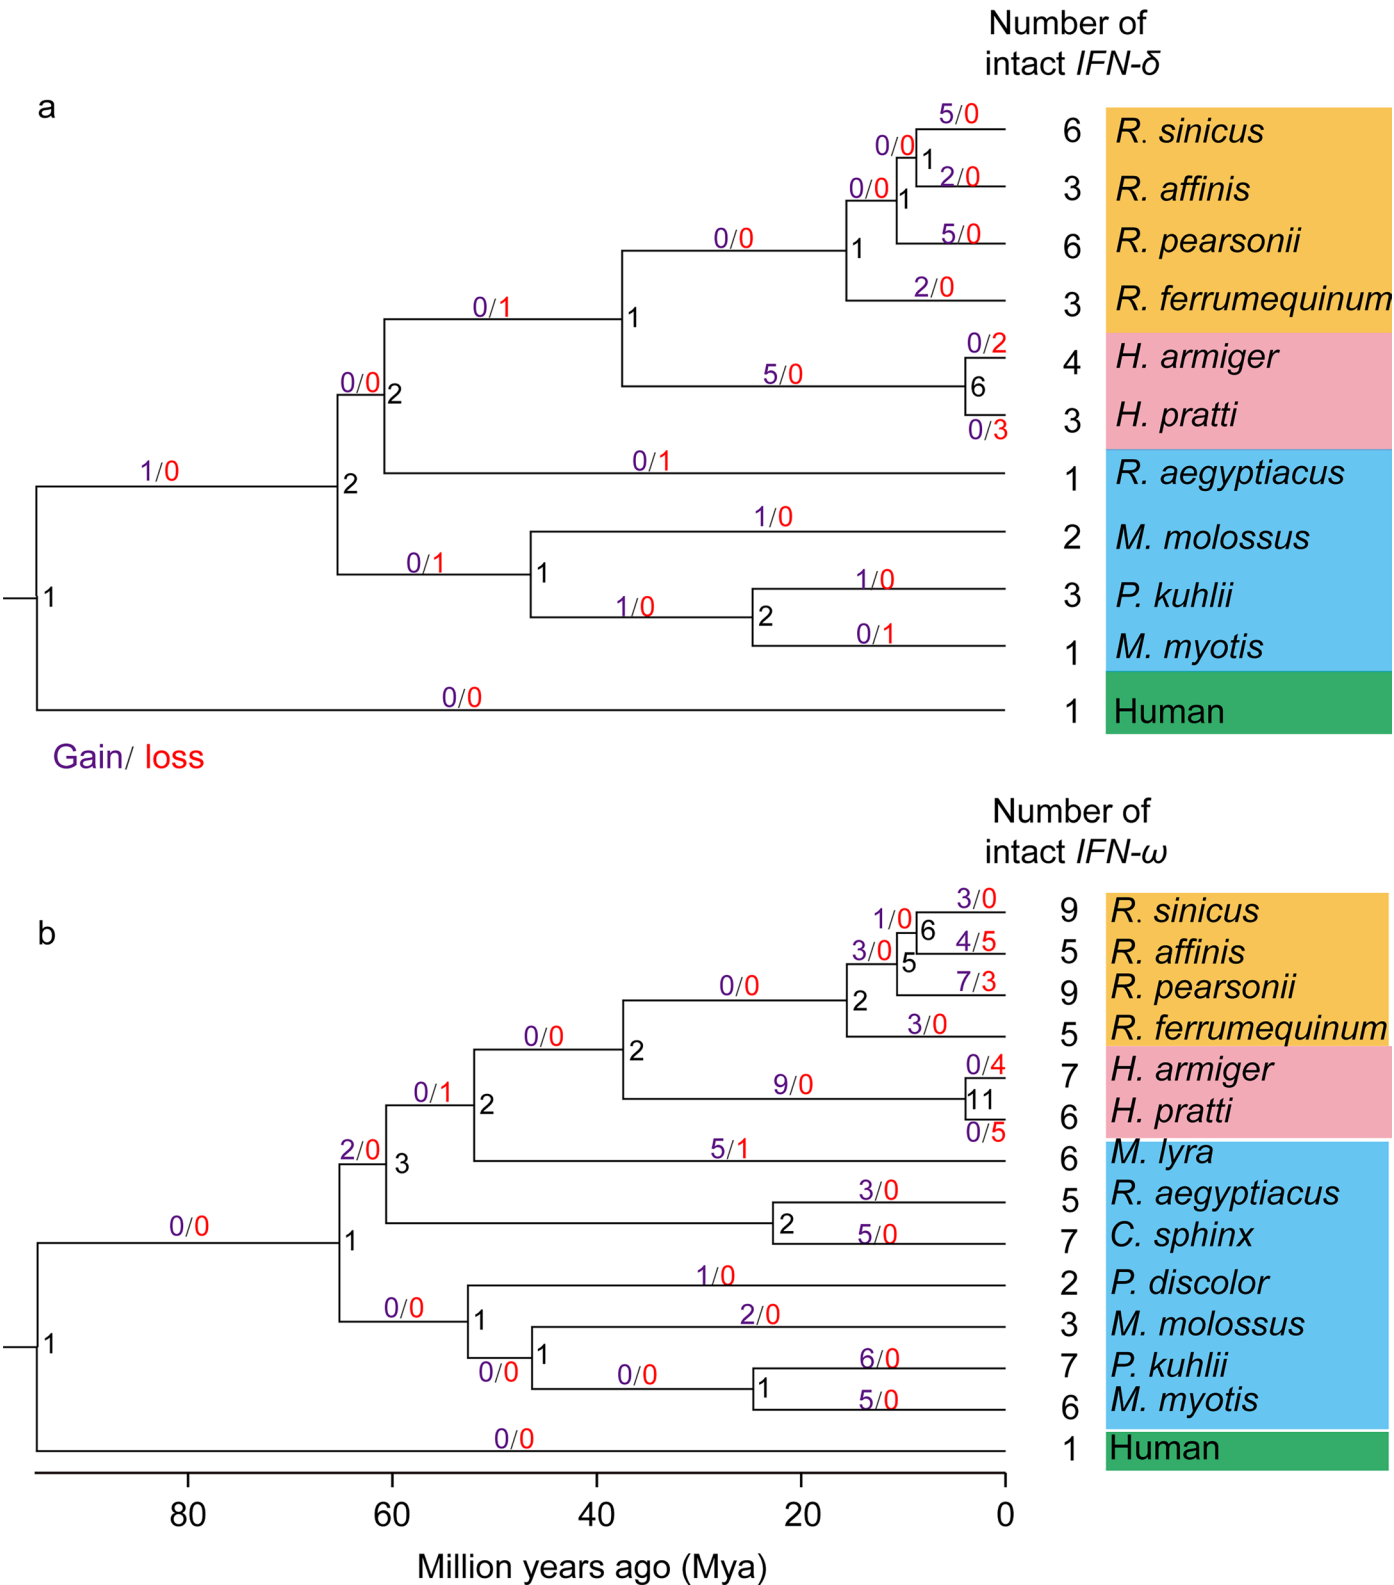 Number of
intact IFN-δ
a
5/0
6 R. sinicus
0/0
1
2/0
3 R. affinis
0/0
1
5/0
6 R. pearsonii
0/0
1
2/0
3 R. ferrumequinum
0/1
1
0/2
4 H. armiger
5/0
6
0/3
3 H. pratti
0/0
2
0/1
1 R. aegyptiacus
1/0
2
1/0
2 M. molossus
0/1
1
1/0
3 P. kuhlii
1/0
2
0/1
1 M. myotis
1
0/0
1 Human
Gain/ loss
Number of
intact IFN-ω
b
3/0
9 R. sinicus
1/0
6
4/5
5 R. affinis
3/0
5
7/3
9 R. pearsonii
0/0
2
3/0
5 R. ferrumequinum
0/0
2
0/4
7 H. armiger
9/0
11
0/5
6 H. pratti
0/1
2
5/1
6 M. lyra
2/0
3
3/0
5 R. aegyptiacus
2
5/0
7 C. sphinx
0/0
1
1/0
2 P. discolor
0/0
1
2/0
3 M. molossus
0/0
1
6/0
7 P. kuhlii
0/0
1
5/0
6 M. myotis
1
0/0
1 Human
80 60 40 20 0
Million years ago (Mya)